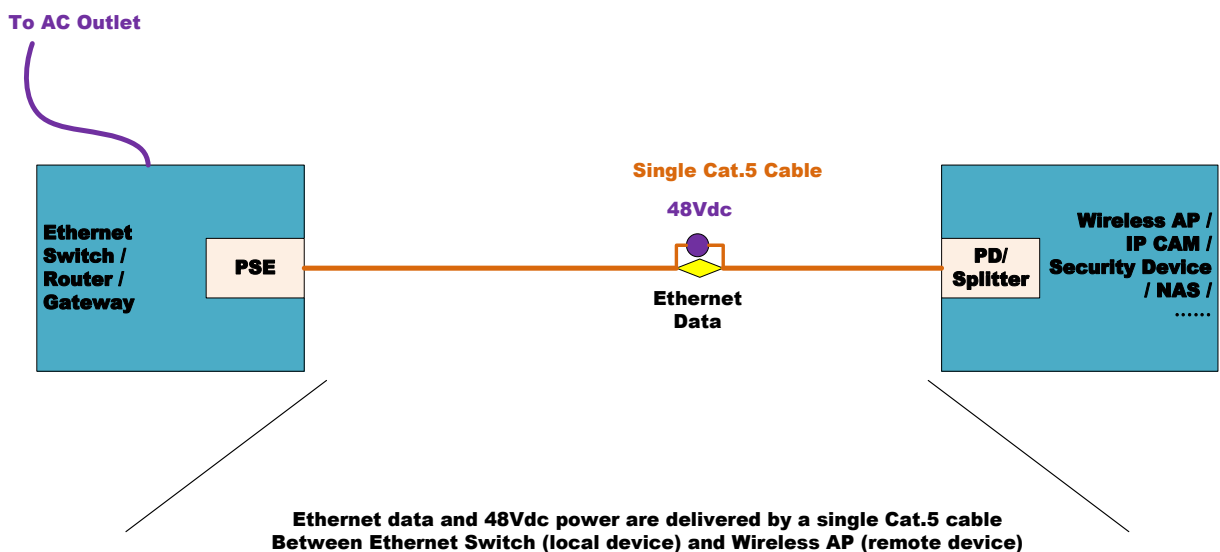 To AC Outlet
Single Cat.5 Cable
48Vdc
Ethernet
Switch /
Router /
Gateway
PSE
Ethernet
Data
PD/
Splitter
Wireless AP /
IP CAM /
Security Device
/ NAS /
......
Ethernet data and 48Vdc power are delivered by a single Cat.5 cable
Between Ethernet Switch (local device) and Wireless AP (remote device)